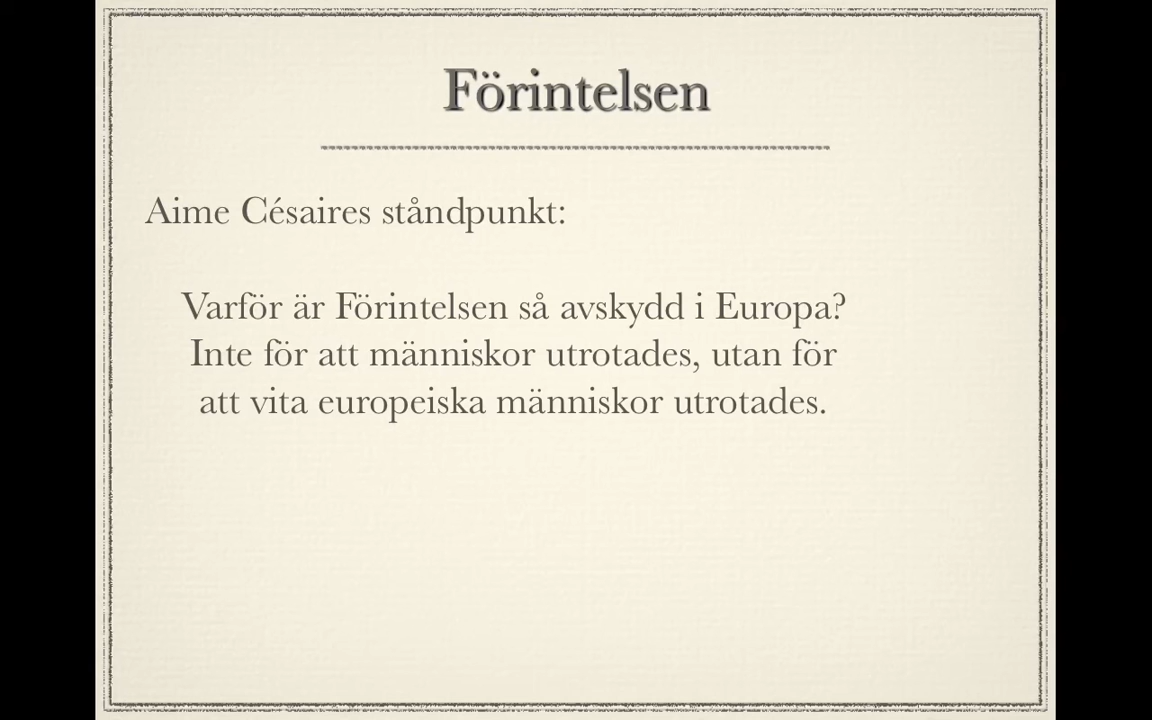 Förintelsen
Aime Césaires ståndpunkt:
Varför är Förintelsen så avskydd i Europa?
Inte för att människor utrotades, utan för
att vita europeiska människor utrotades.